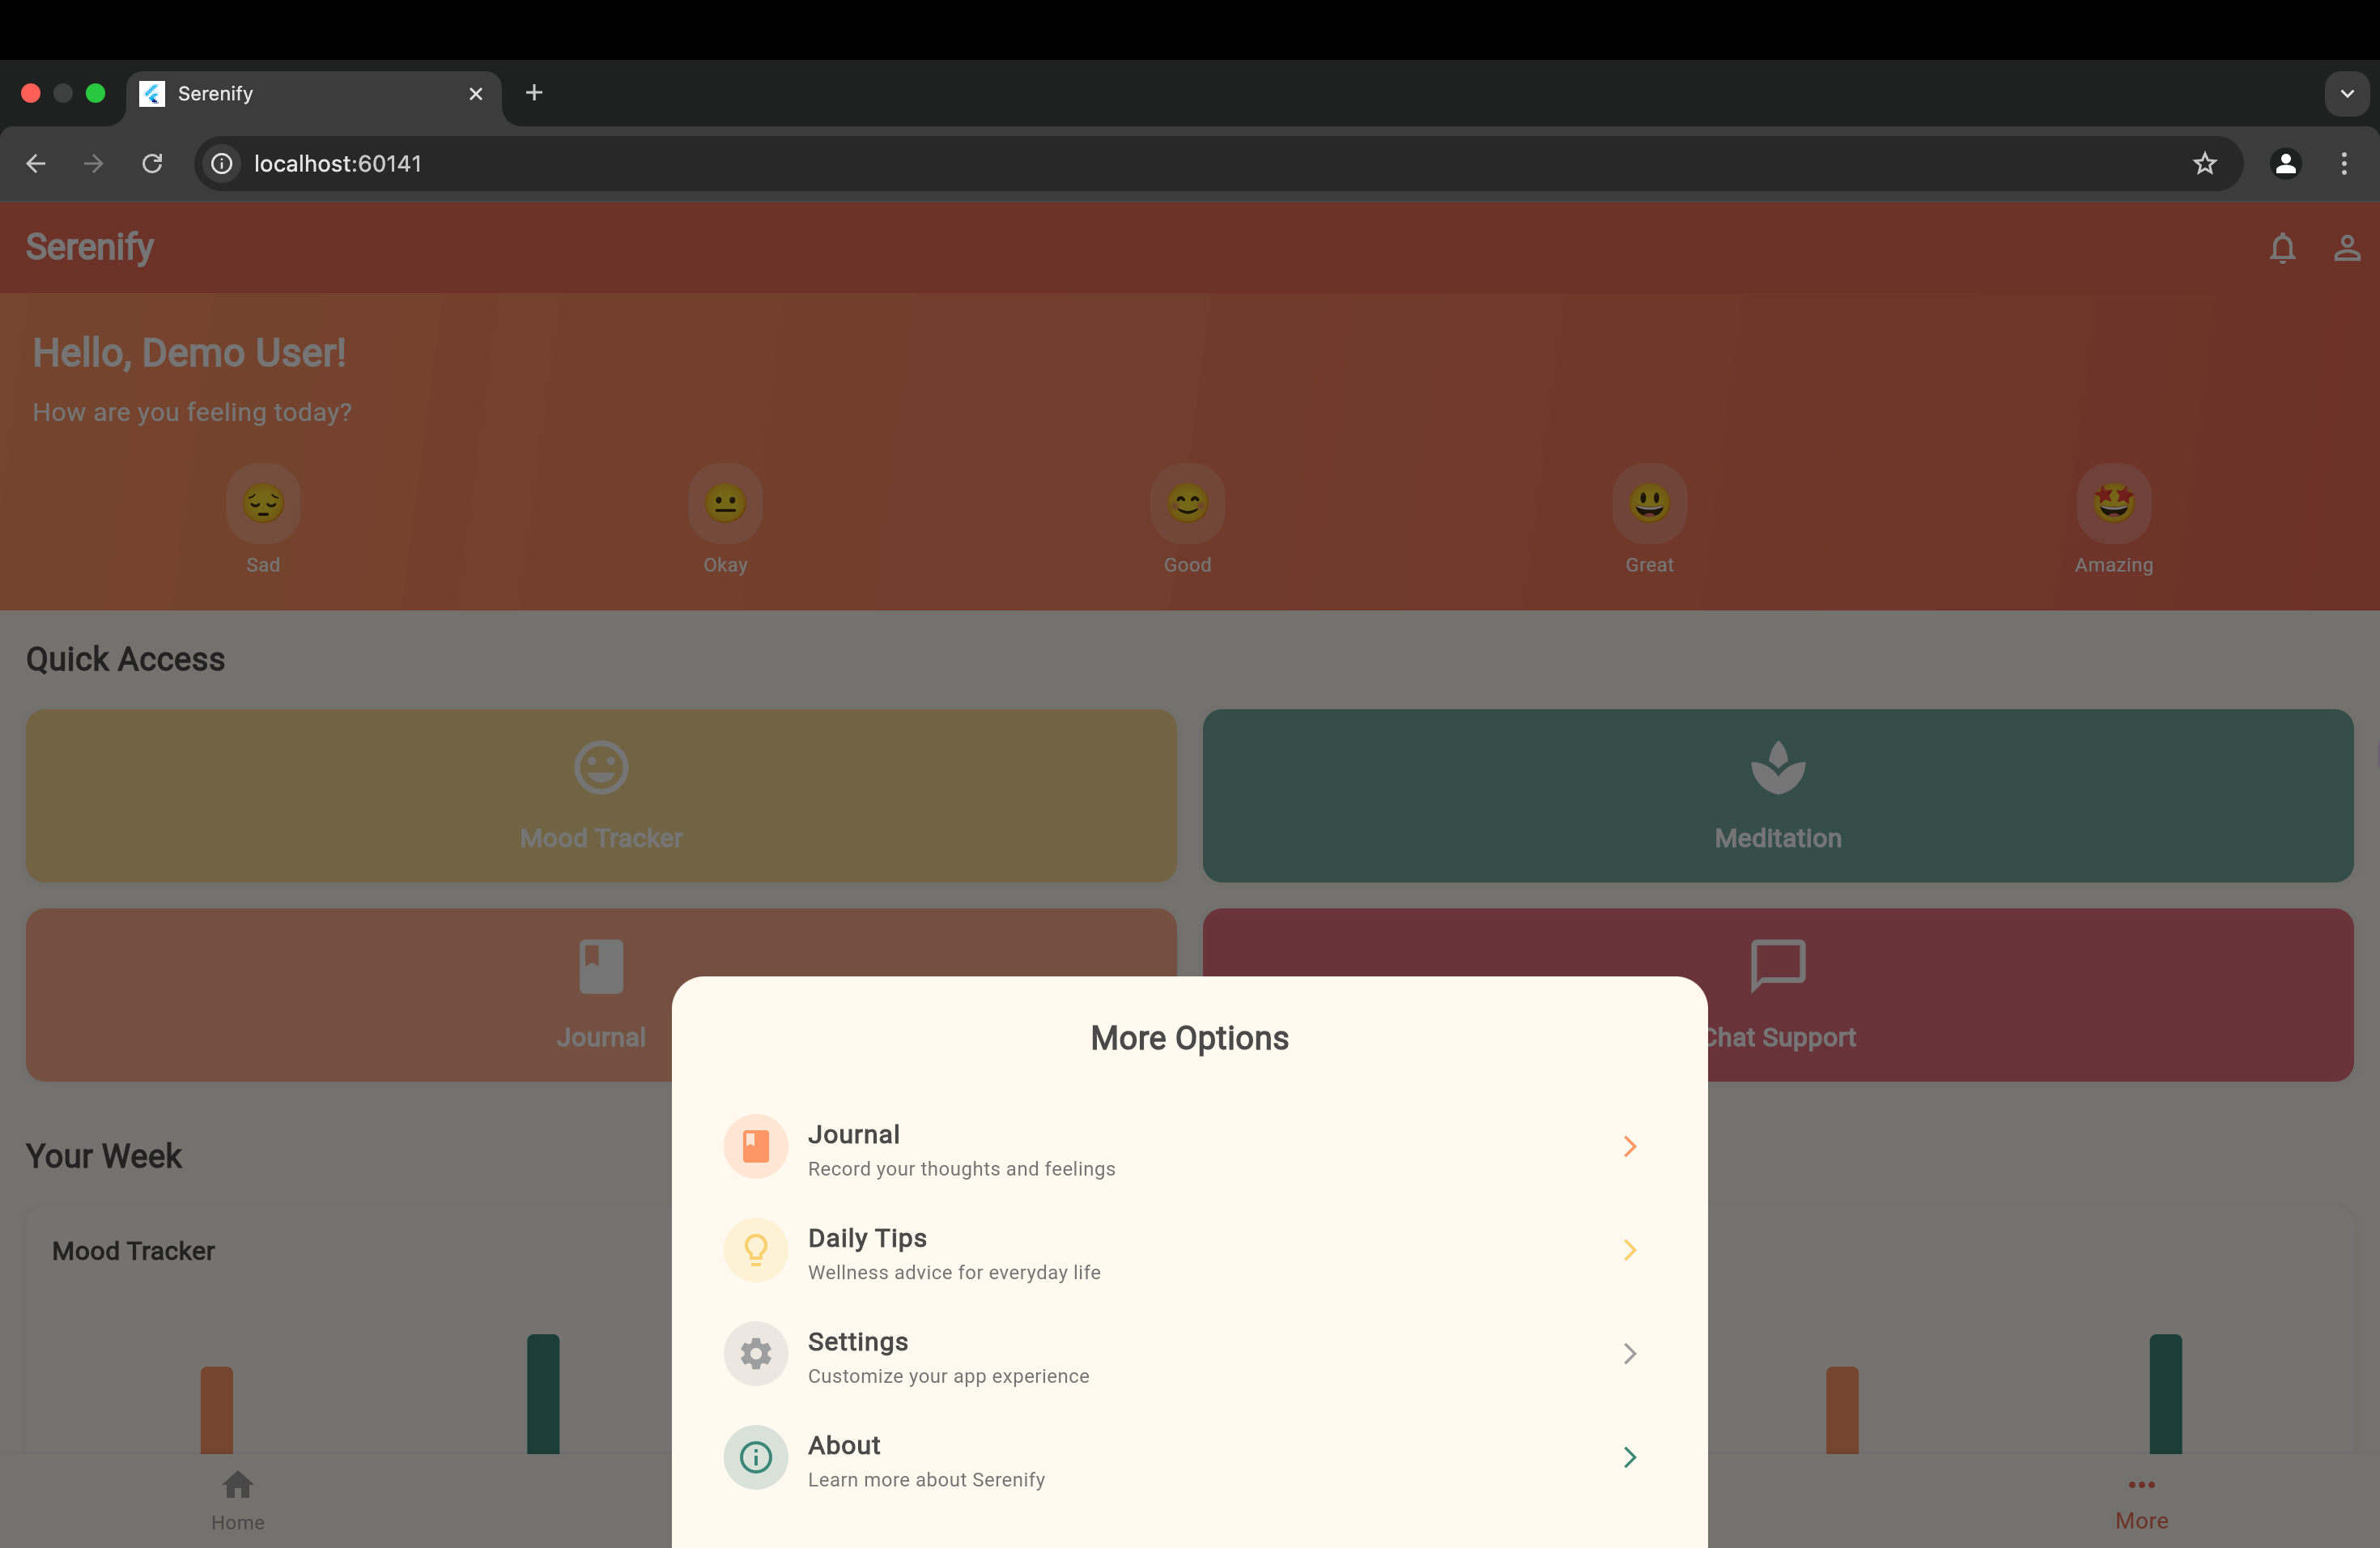 Serenify
localhost:60141
Serenify
Hello, Demo User!
How are you feeling today?
Sad
Okay
Good
Great
Amazing
Quick Access
Mood Tracker
Meditation
Journal
Chat Support
Your Week
Mood Tracker
More Options
Journal
Record your thoughts and feelings
Daily Tips
Wellness advice for everyday life
Settings
Customize your app experience
About
Learn more about Serenify
Home
More